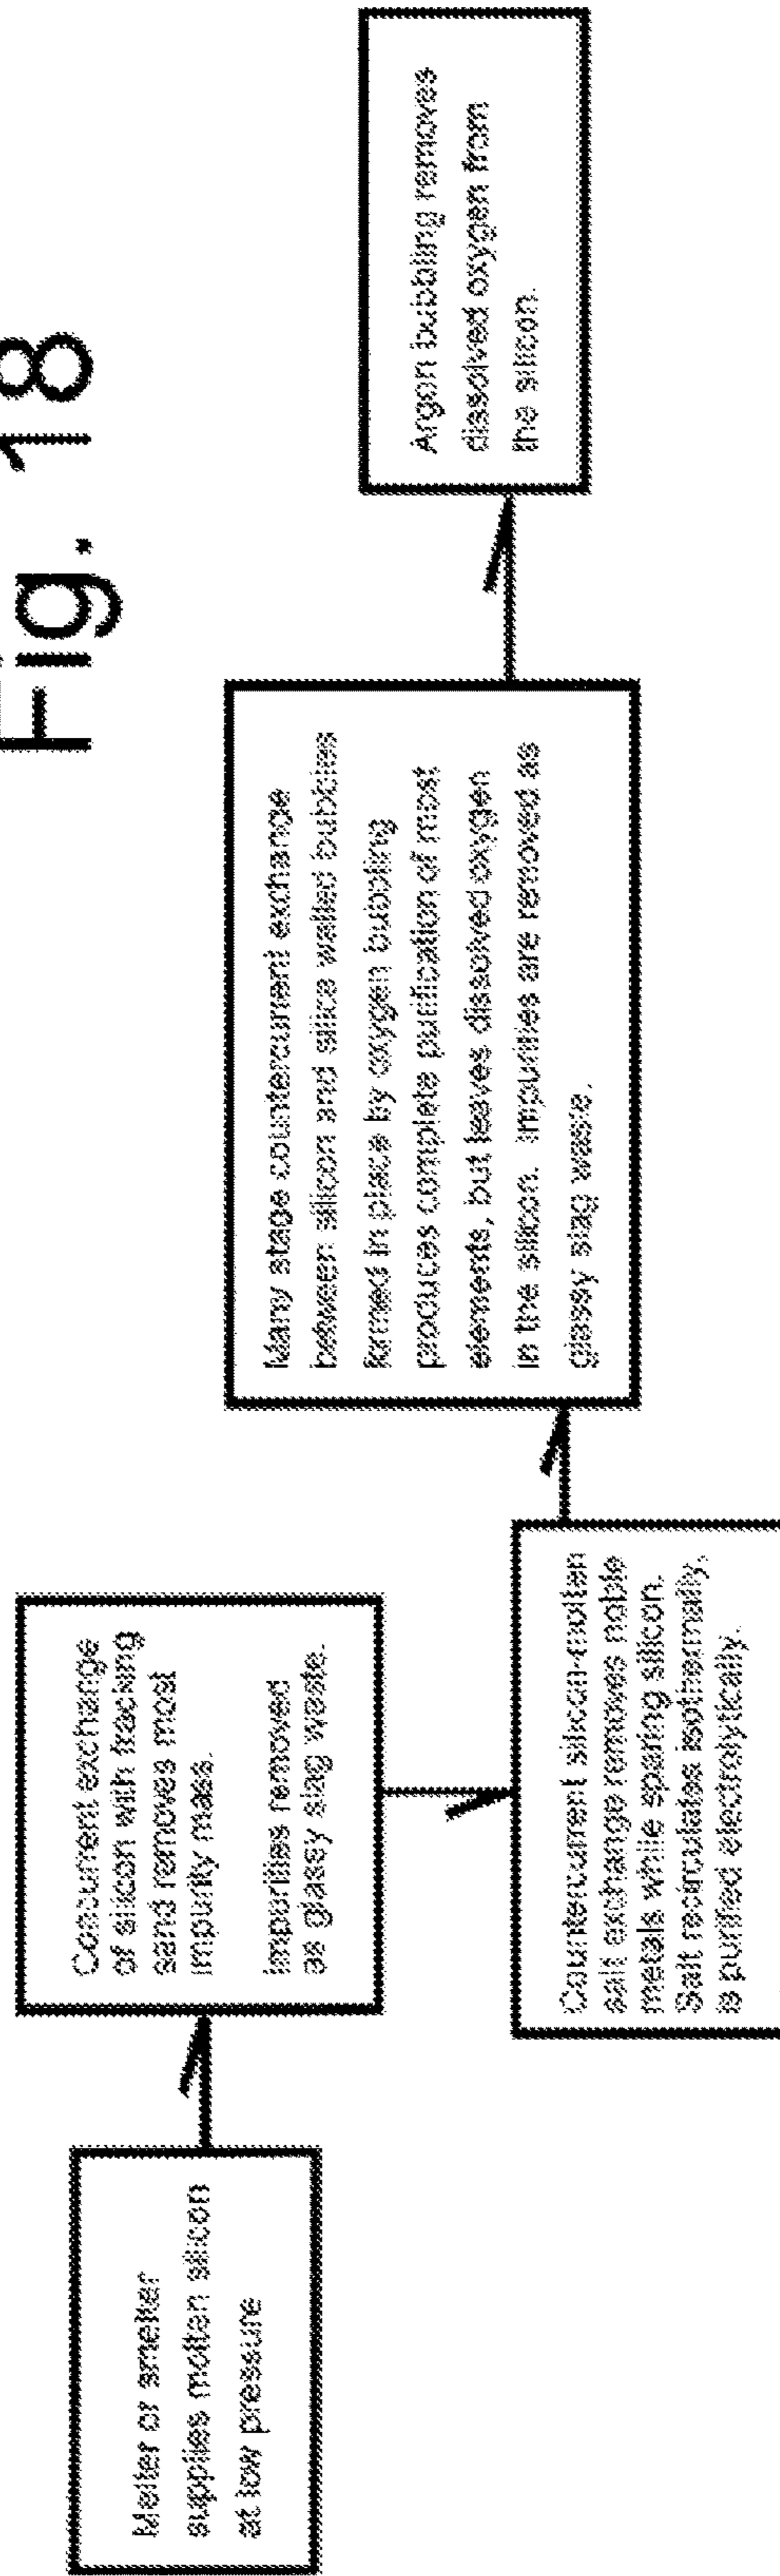 Fig. 18
Melter or smelter
supplies molten silicon
at low pressure
Cocurrent exchange
of silicon with fracking
sand removes most
impurity mass.
Impurities removed
as glassy slag waste.
Countercurrent silicon-molten
salt exchange removes noble
metals while sparing silicon.
Salt recirculates isothermally,
is purified electrolytically.
Many stage countercurrent exchange
between silicon and silica walled bubbles
formed in place by oxygen bubbling
produces complete purification of most
elements, but leaves dissolved oxygen
in the silicon. Impurities are removed as
glassy slag waste.
Argon bubbling removes
dissolved oxygen from
the silicon.